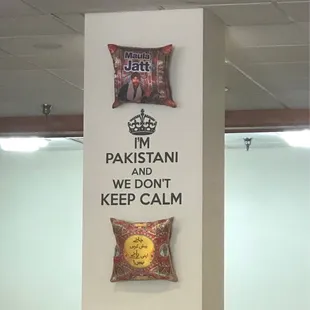 Maula
Jatt
I'M
PAKISTANI
AND
WE DON'T
KEEP CALM